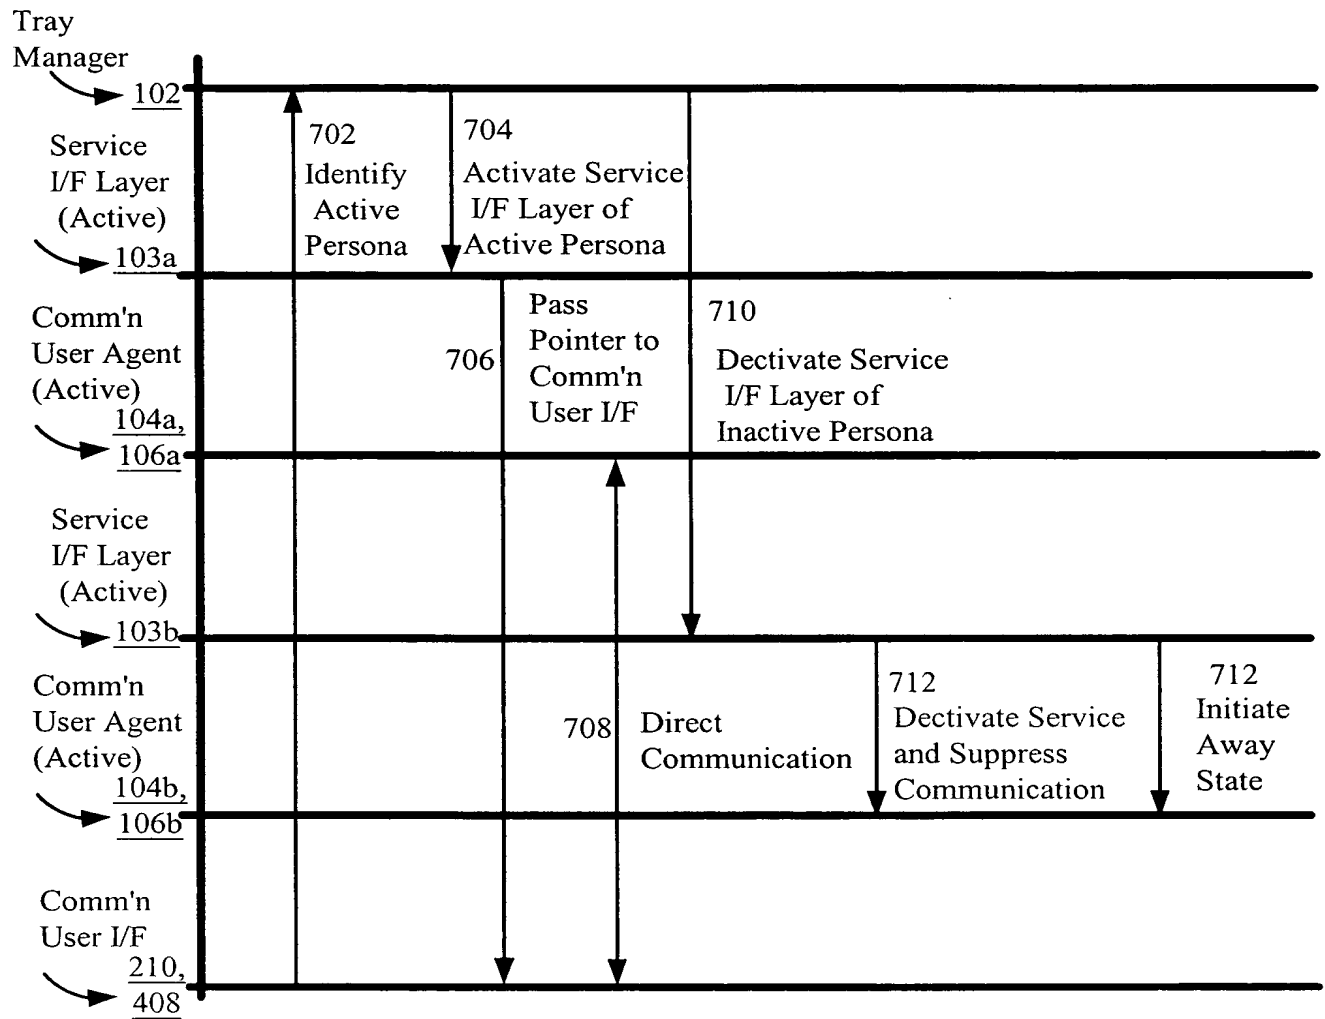 Tray
Manager
102
Service
I/F Layer
(Active)
103a
Comm'n
User Agent
(Active)
104a,
106a
Service
I/F Layer
(Active)
103b
Comm'n
User Agent
(Active)
104b,
106b
Comm'n
User I/F
210,
408
702
Identify
Active
Persona
704
Activate Service
I/F Layer of
Active Persona
706
Pass
Pointer to
Comm'n
User I/F
710
Dectivate Service
I/F Layer of
Inactive Persona
708
Direct
Communication
712
Dectivate Service
and Suppress
Communication
712
Initiate
Away
State